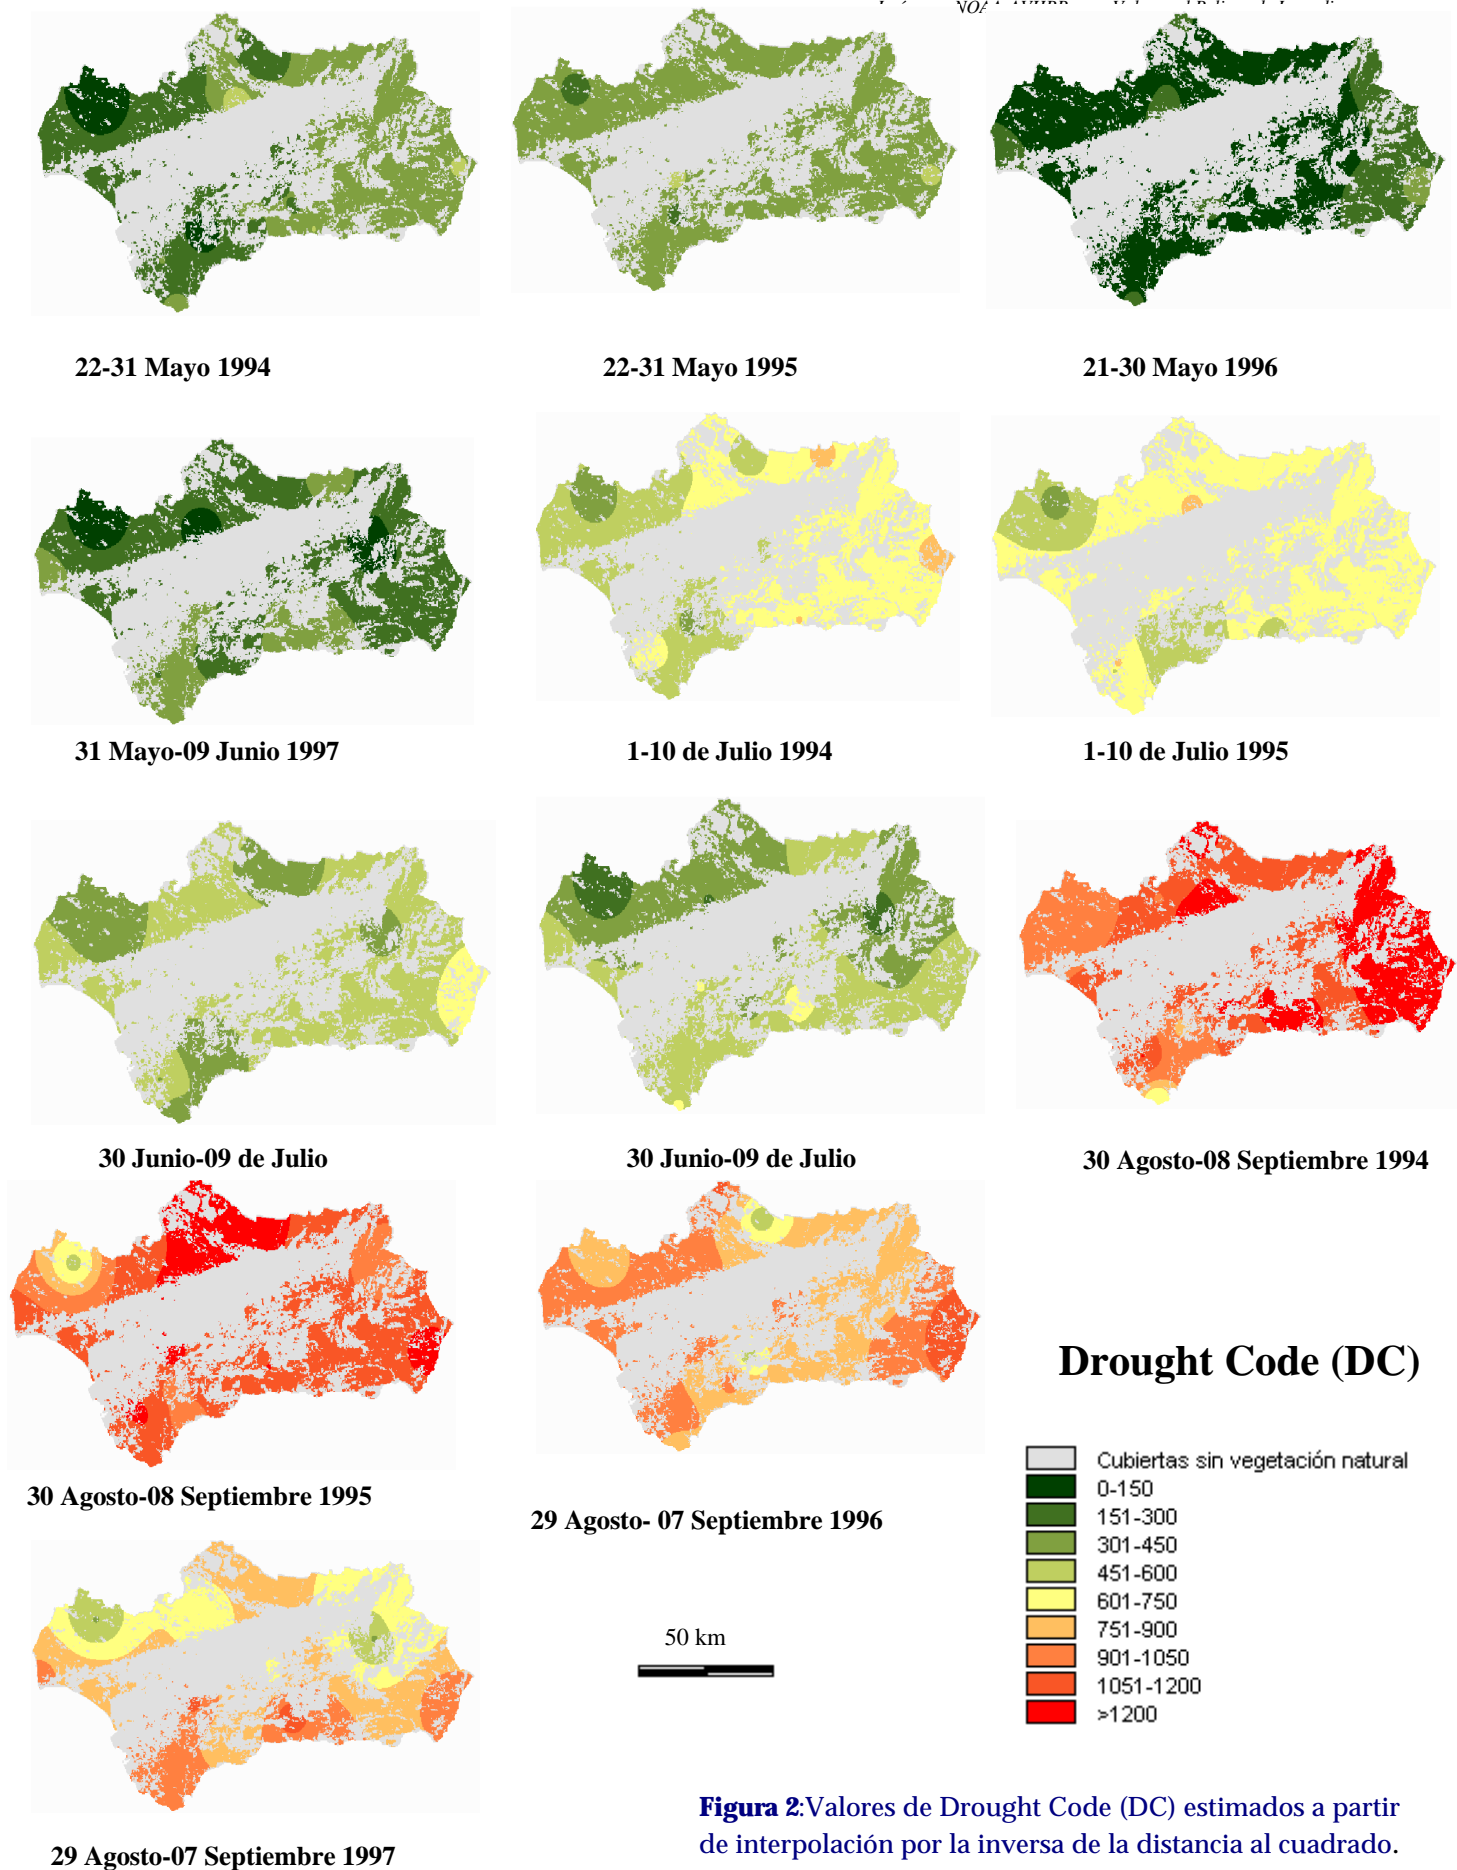 22-31 Mayo 1994
22-31 Mayo 1995
21-30 Mayo 1996
31 Mayo-09 Junio 1997
1-10 de Julio 1994
1-10 de Julio 1995
30 Junio-09 de Julio
30 Junio-09 de Julio
30 Agosto-08 Septiembre 1994
30 Agosto-08 Septiembre 1995
29 Agosto- 07 Septiembre 1996
Drought Code (DC)
Cubiertas sin vegetación natural
0-150
151-300
301-450
451-600
601-750
751-900
901-1050
1051-1200
>1200
50 km
29 Agosto-07 Septiembre 1997
Figura 2:Valores de Drought Code (DC) estimados a partir
de interpolación por la inversa de la distancia al cuadrado.